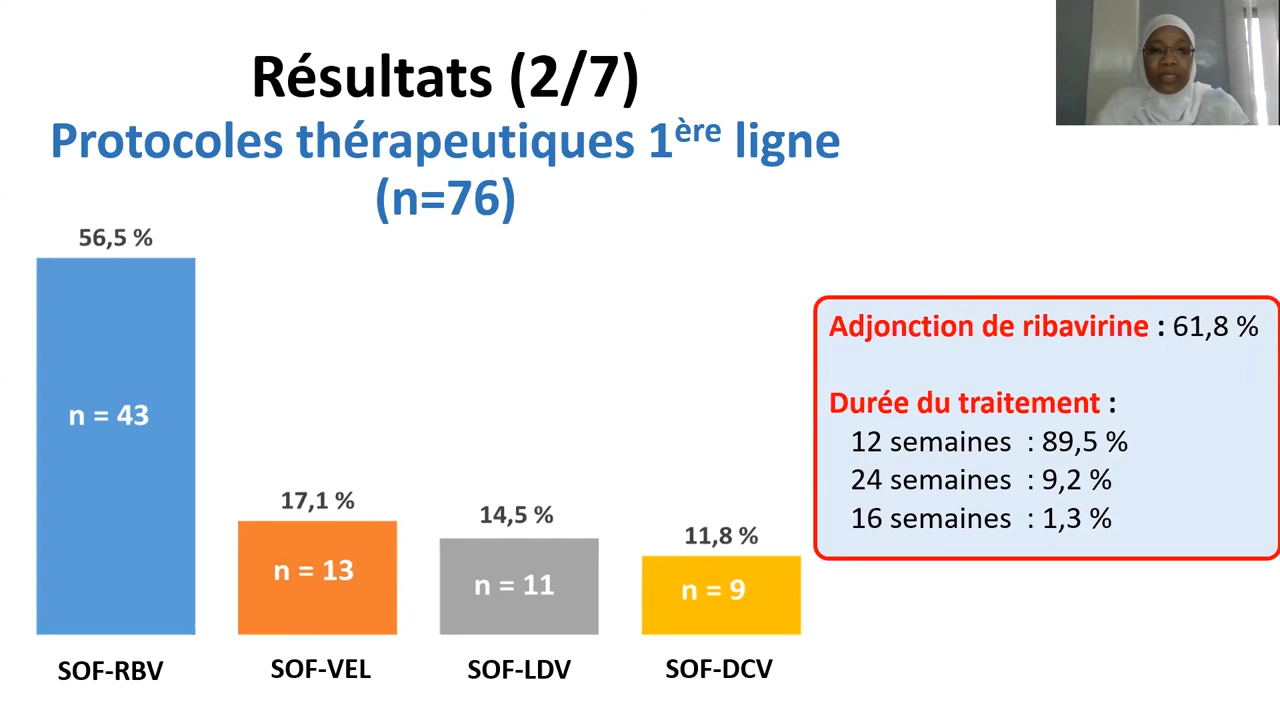 Résultats (2/7)
Protocoles thérapeutiques 1ère ligne
(n=76)
56,5 %
n = 43
17,1 %
n = 13
14,5 %
n = 11
11,8 %
n = 9
SOF-RBV
SOF-VEL
SOF-LDV
SOF-DCV
Adjonction de ribavirine : 61,8 %
Durée du traitement :
12 semaines : 89,5 %
24 semaines : 9,2 %
16 semaines : 1,3 %